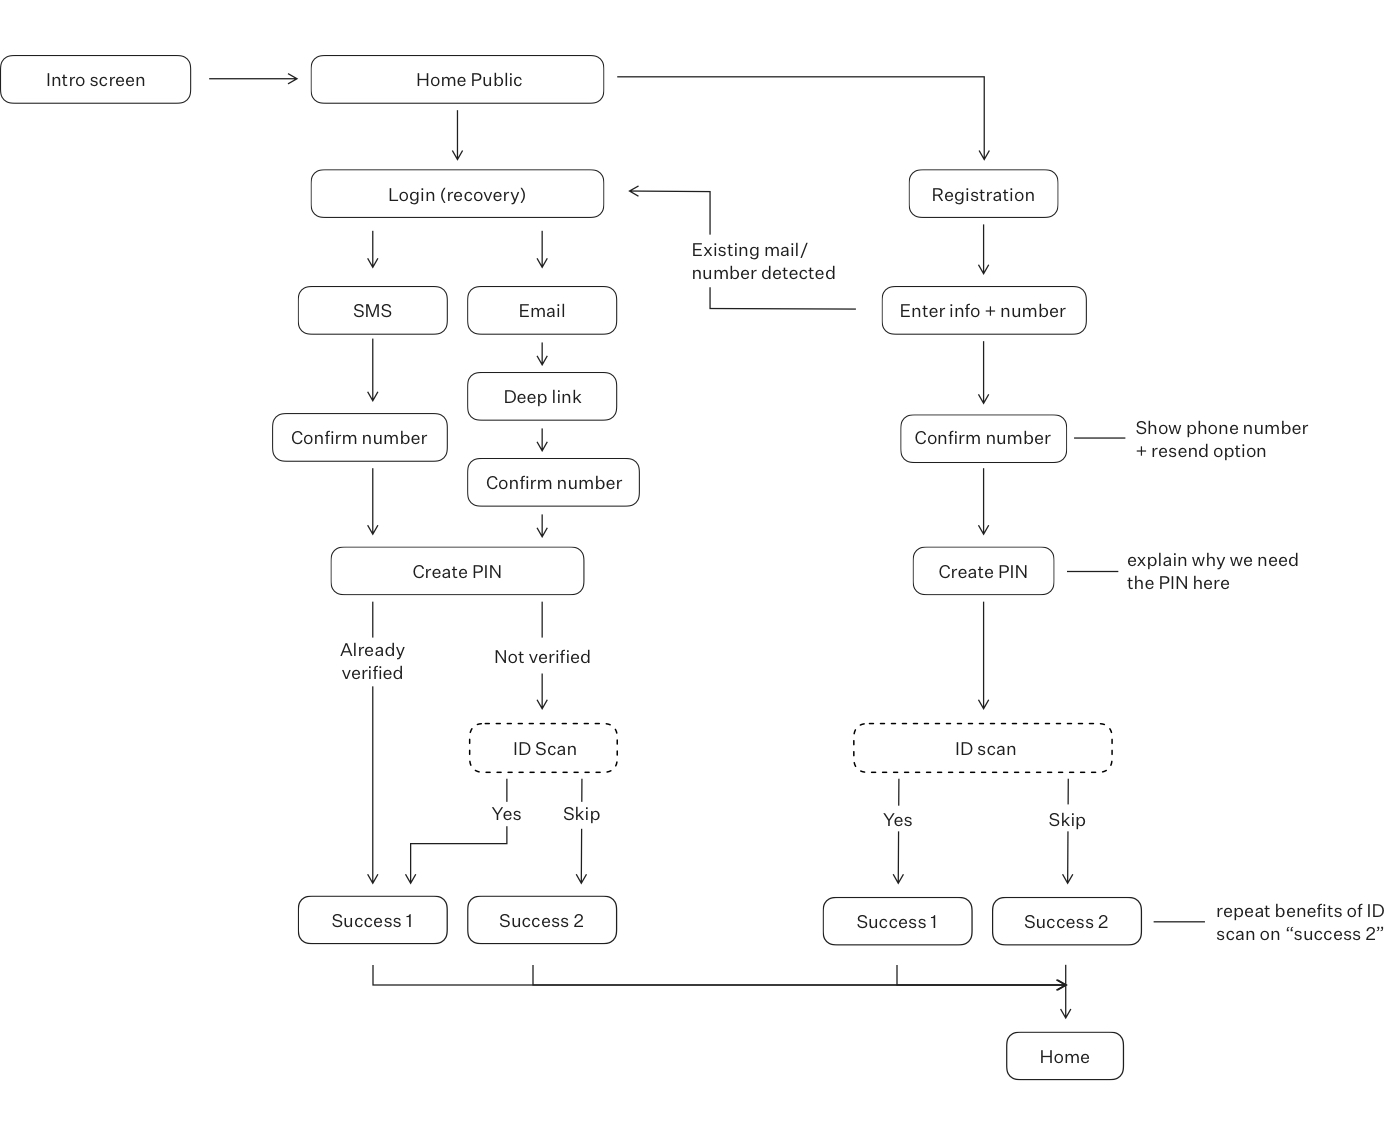 Intro screen
Home Public
Login (recovery)
Registration
Existing mail/
number detected
SMS
Email
Enter info + number
Deep link
Confirm number
Confirm number
Confirm number
Show phone number
+ resend option
Create PIN
Create PIN
explain why we need
the PIN here
Already
verified
Not verified
ID Scan
ID scan
Yes
Skip
Yes
Skip
Success 1
Success 2
Success 1
Success 2
repeat benefits of ID
scan on “success 2”
Home